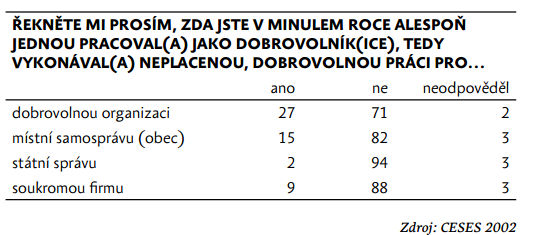 ŘEKNĚTE MI PROSÍM, ZDA JSTE V MINULEM ROCE ALESPOŇ
JEDNOU PRACOVAL(A) JAKO DOBROVOLNÍK(ICE), TEDY
VYKONÁVAL(A) NEPLACENOU, DOBROVOLNOU PRÁCI PRO…
ano ne neodpověděl
dobrovolnou organizaci 27 71 2
místní samosprávu (obec) 15 82 3
státní správu 2 94 3
soukromou firmu 9 88 3
Zdroj: CESES 2002